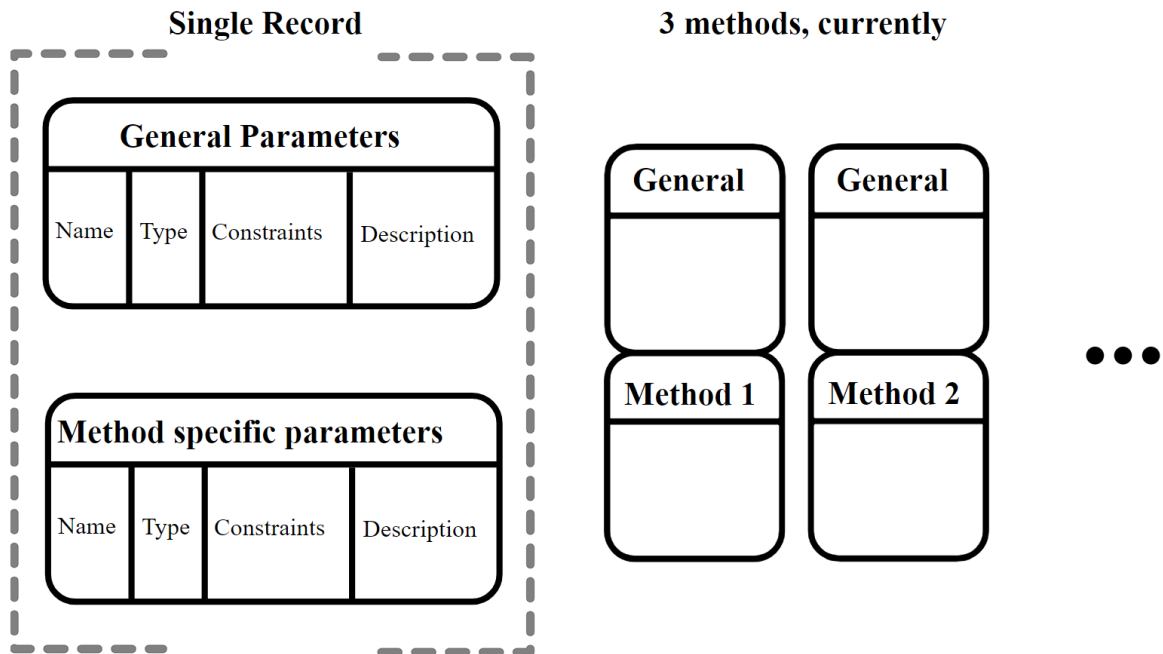 Single Record
3 methods, currently
General Parameters
Name Type Constraints Description
Method specific parameters
Name Type Constraints Description
General General
Method 1 Method 2